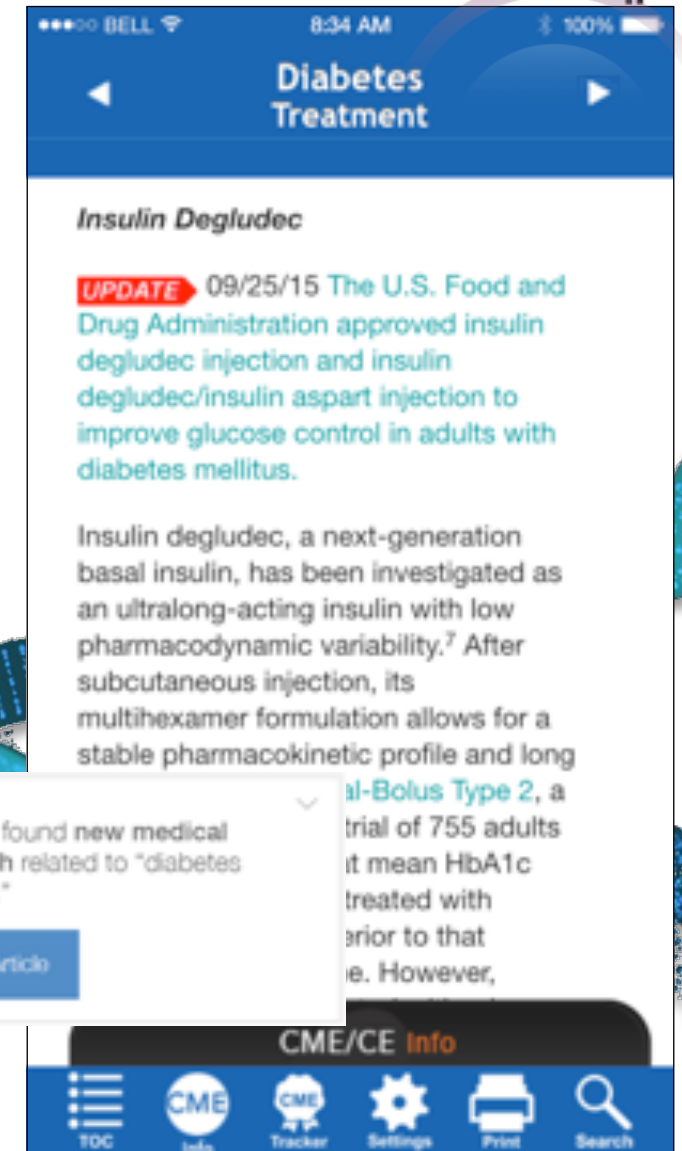 BELL 8:34 AM 100%
Diabetes
Treatment
Insulin Degludec
UPDATE 09/25/15 The U.S. Food and
Drug Administration approved insulin
degludec injection and insulin
degludec/insulin aspart injection to
improve glucose control in adults with
diabetes mellitus.
Insulin degludec, a next-generation
basal insulin, has been investigated as
an ultralong-acting insulin with low
pharmacodynamic variability.⁷ After
subcutaneous injection, its
multihexamer formulation allows for a
stable pharmacokinetic profile and long
al-Bolus Type 2, a
trial of 755 adults
at mean HbA1c
treated with
erior to that
e. However,
found new medical
h related to "diabetes
"
Article
CME/CE Info
CME CME
TOC Info Tracker Settings Print Search